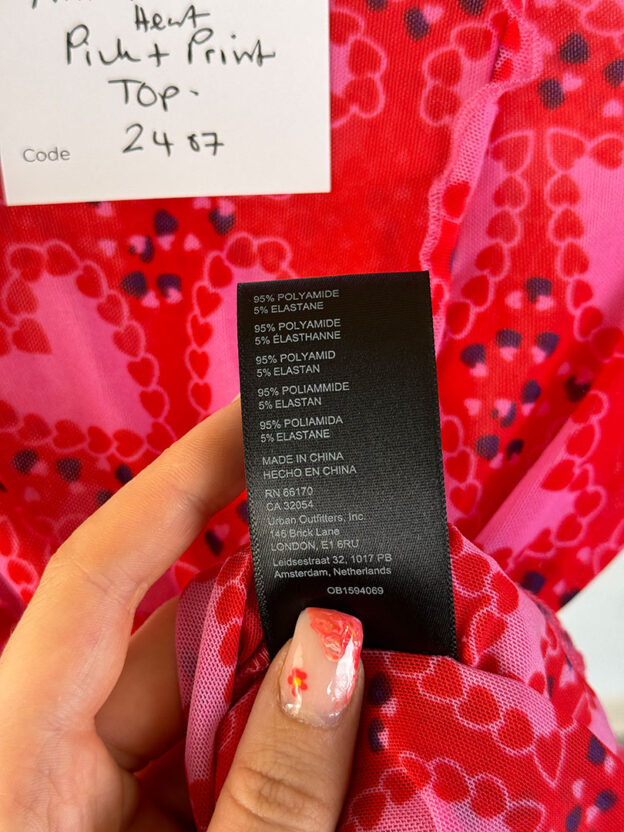 Pink + Print
Top.
Code
95% POLYAMIDE
5% ELASTANE
95% POLYAMIDE
5% ÉLASTHANNE
95% POLYAMID
5% ELASTAN
95% POLIAMMIDE
5% ELASTAN
95% POLIAMIDA
5% ELASTANE
MADE IN CHINA
HECHO EN CHINA
RN 66170
CA 32054
Urban Outfitters, Inc
146 Brick Lane
LONDON, E1 6RU
Leidsestraat 32, 1017 PB
Amsterdam, Netherlands
OB1594069